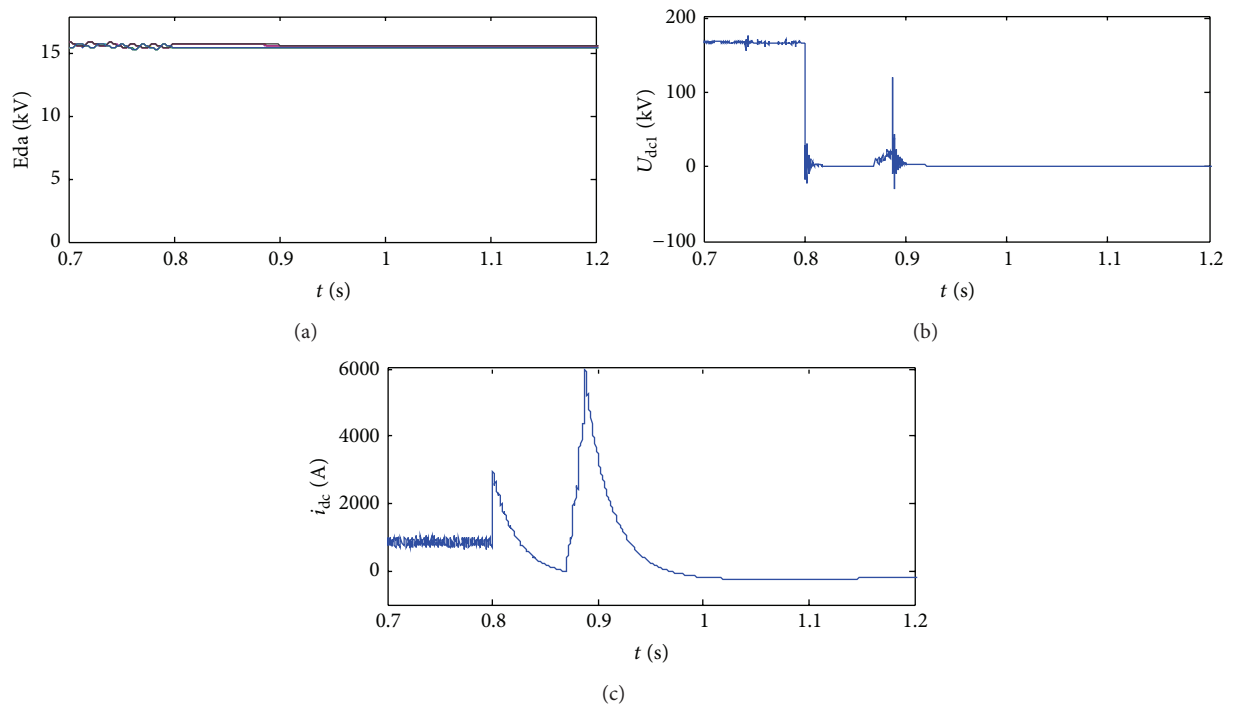 15
10
5
0
Eda (kV)
0.7 0.8 0.9 1 1.1 1.2
t (s)
(a)
200
100
0
−100
Udc1 (kV)
0.7 0.8 0.9 1 1.1 1.2
t (s)
(b)
6000
4000
2000
0
idc (A)
0.7 0.8 0.9 1 1.1 1.2
t (s)
(c)